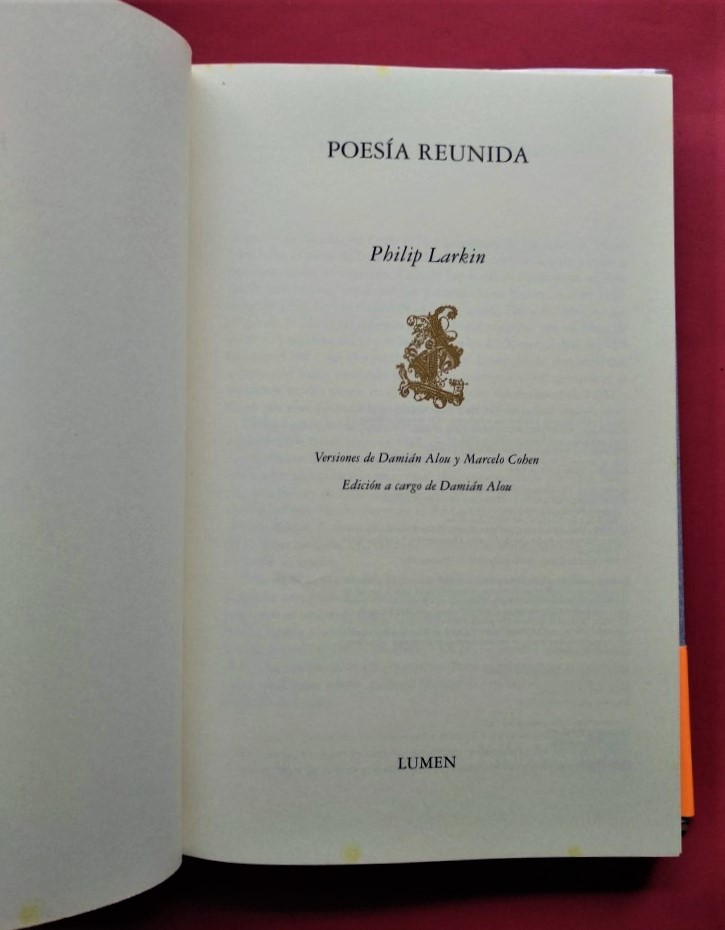 POESÍA REUNIDA
Philip Larkin
Versiones de Damián Alou y Marcelo Cohen
Edición a cargo de Damián Alou
LUMEN